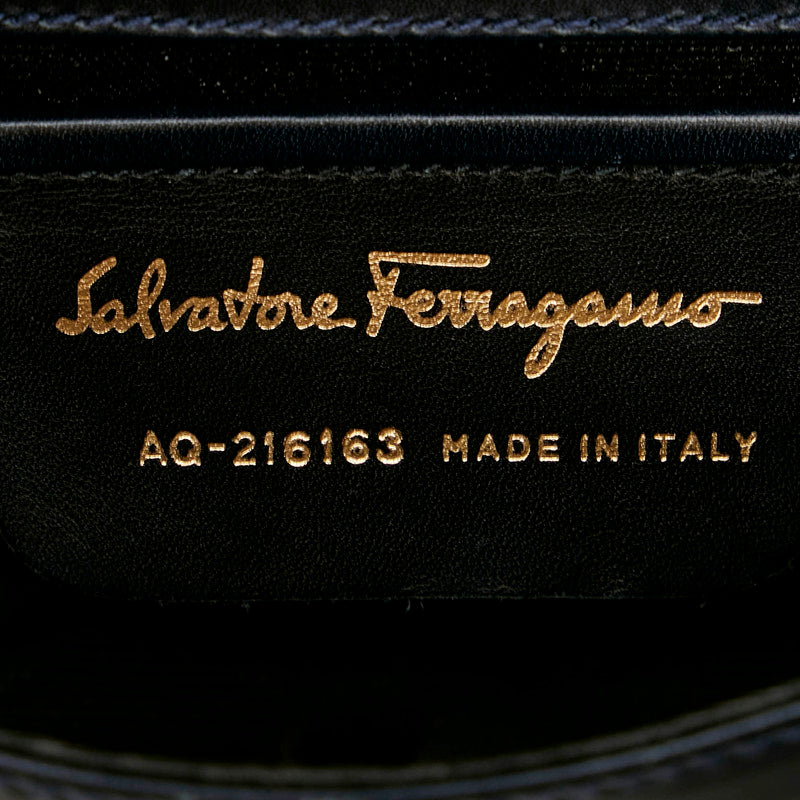 Salvatore Ferragamo
AQ-216163 MADE IN ITALY